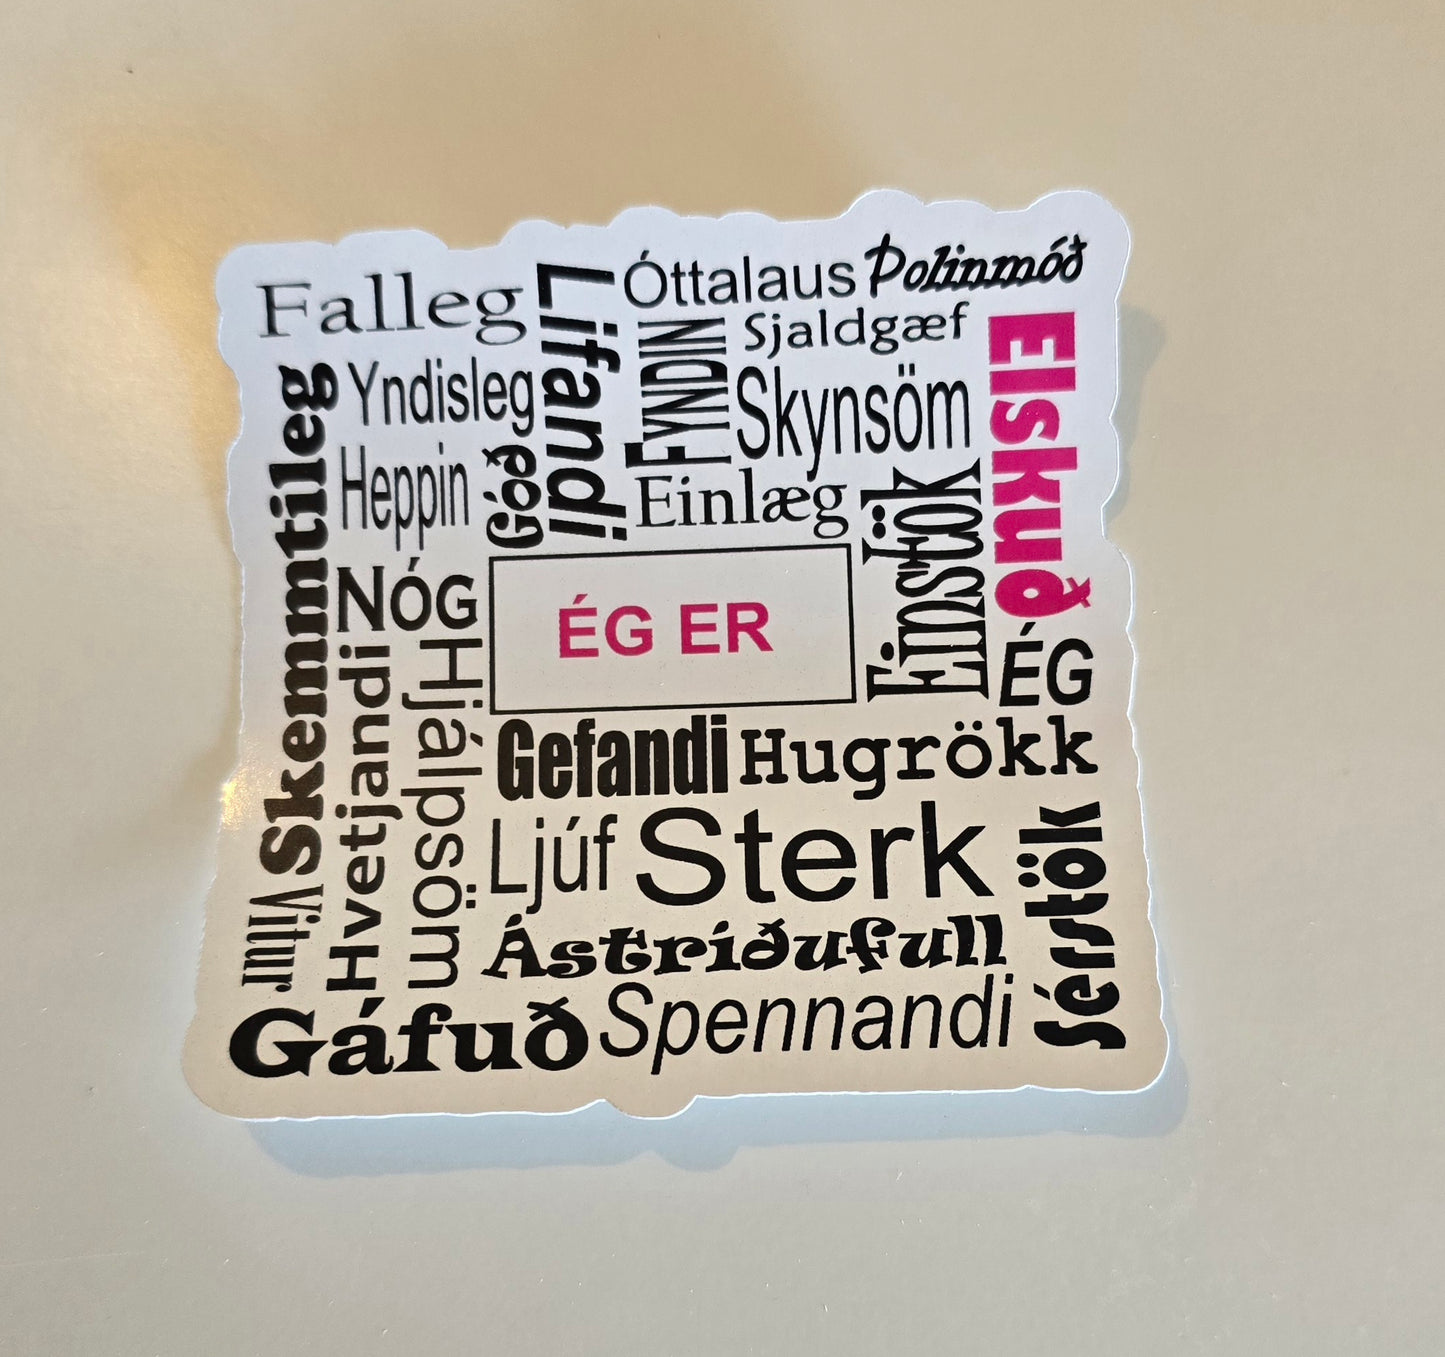 Falleg
Lifandi
Óttalaus
Þolinmóð
Sjaldgæf
FYNDIN
Skynsöm
Elskuð
Yndisleg
Skemmtileg
Heppin
Góð
Einlæg
Einstök
NÓG
ÉG ER
ÉG
Hvetjandi
Hjálpsöm
Gefandi
Hugrökk
Ljúf
Sterk
Sérstök
Vitur
Ástríðufull
Gáfuð
Spennandi